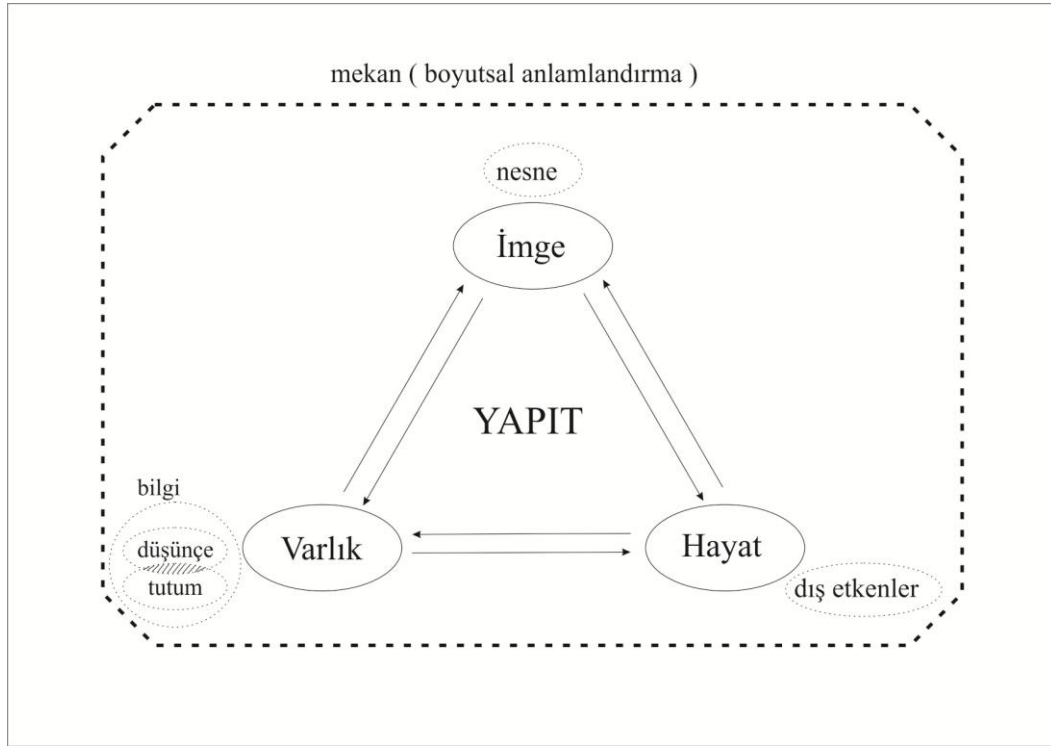 mekan ( boyutsal anlamlandırma )
nesne
İmge
YAPIT
bilgi
düşünçe
tutum
Varlık
Hayat
dış etkenler